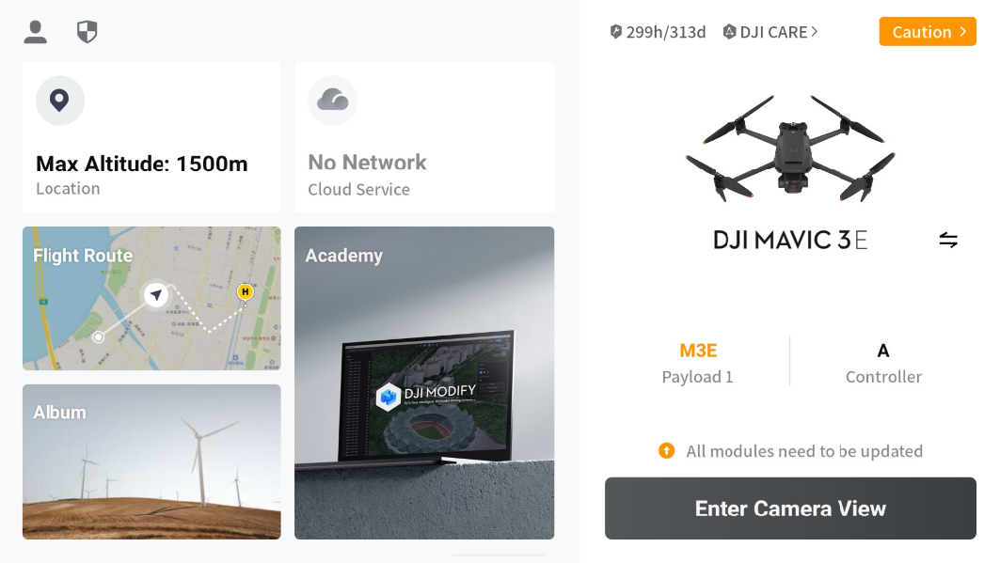 299h/313d
DJI CARE
Caution
Max Altitude: 1500m
Location
No Network
Cloud Service
Flight Route
H
Academy
DJI MODIFY
Album
DJI MAVIC 3E
M3E
Payload 1
A
Controller
All modules need to be updated
Enter Camera View